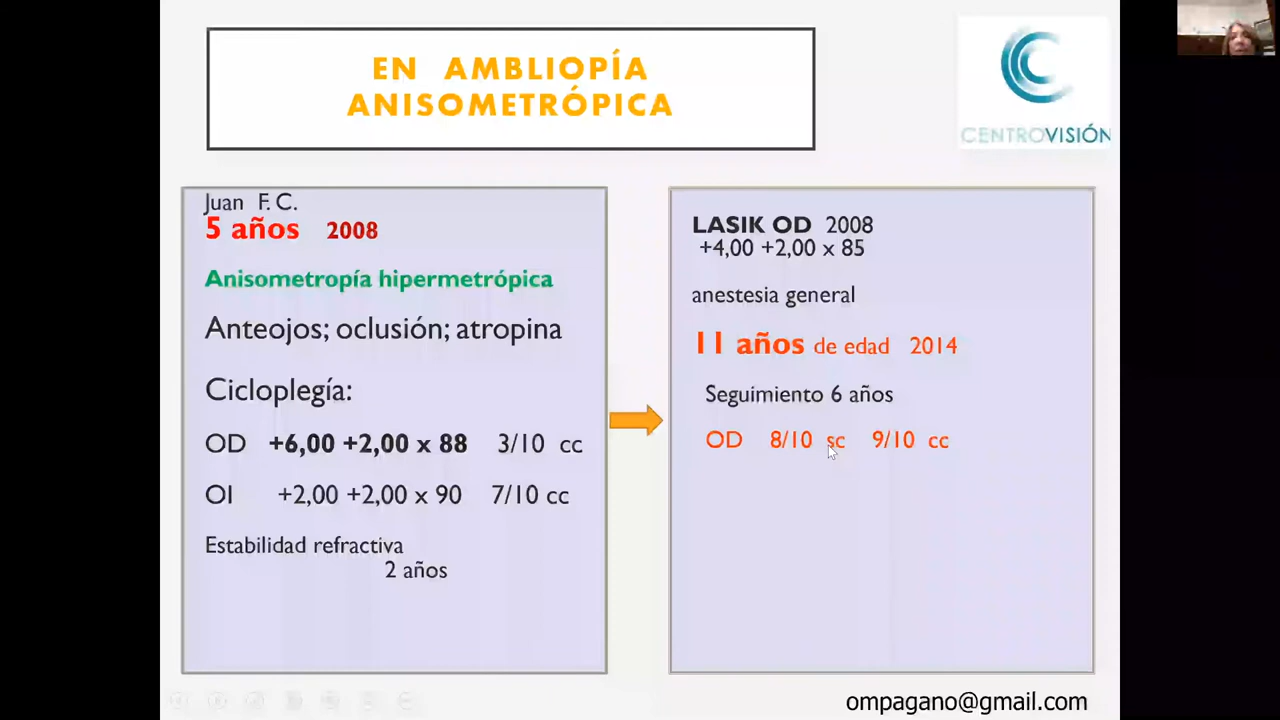 EN AMBLIOPÍA
ANISOMETRÓPICA
CENTROVISIÓN
Juan F. C.
5 años 2008
Anisometropía hipermetrópica
Anteojos; oclusión; atropina
Cicloplegía:
OD +6,00 +2,00 x 88 3/10 cc
OI +2,00 +2,00 x 90 7/10 cc
Estabilidad refractiva
2 años
LASIK OD 2008
+4,00 +2,00 x 85
anestesia general
11 años de edad 2014
Seguimiento 6 años
OD 8/10 sc 9/10 cc
ompagano@gmail.com